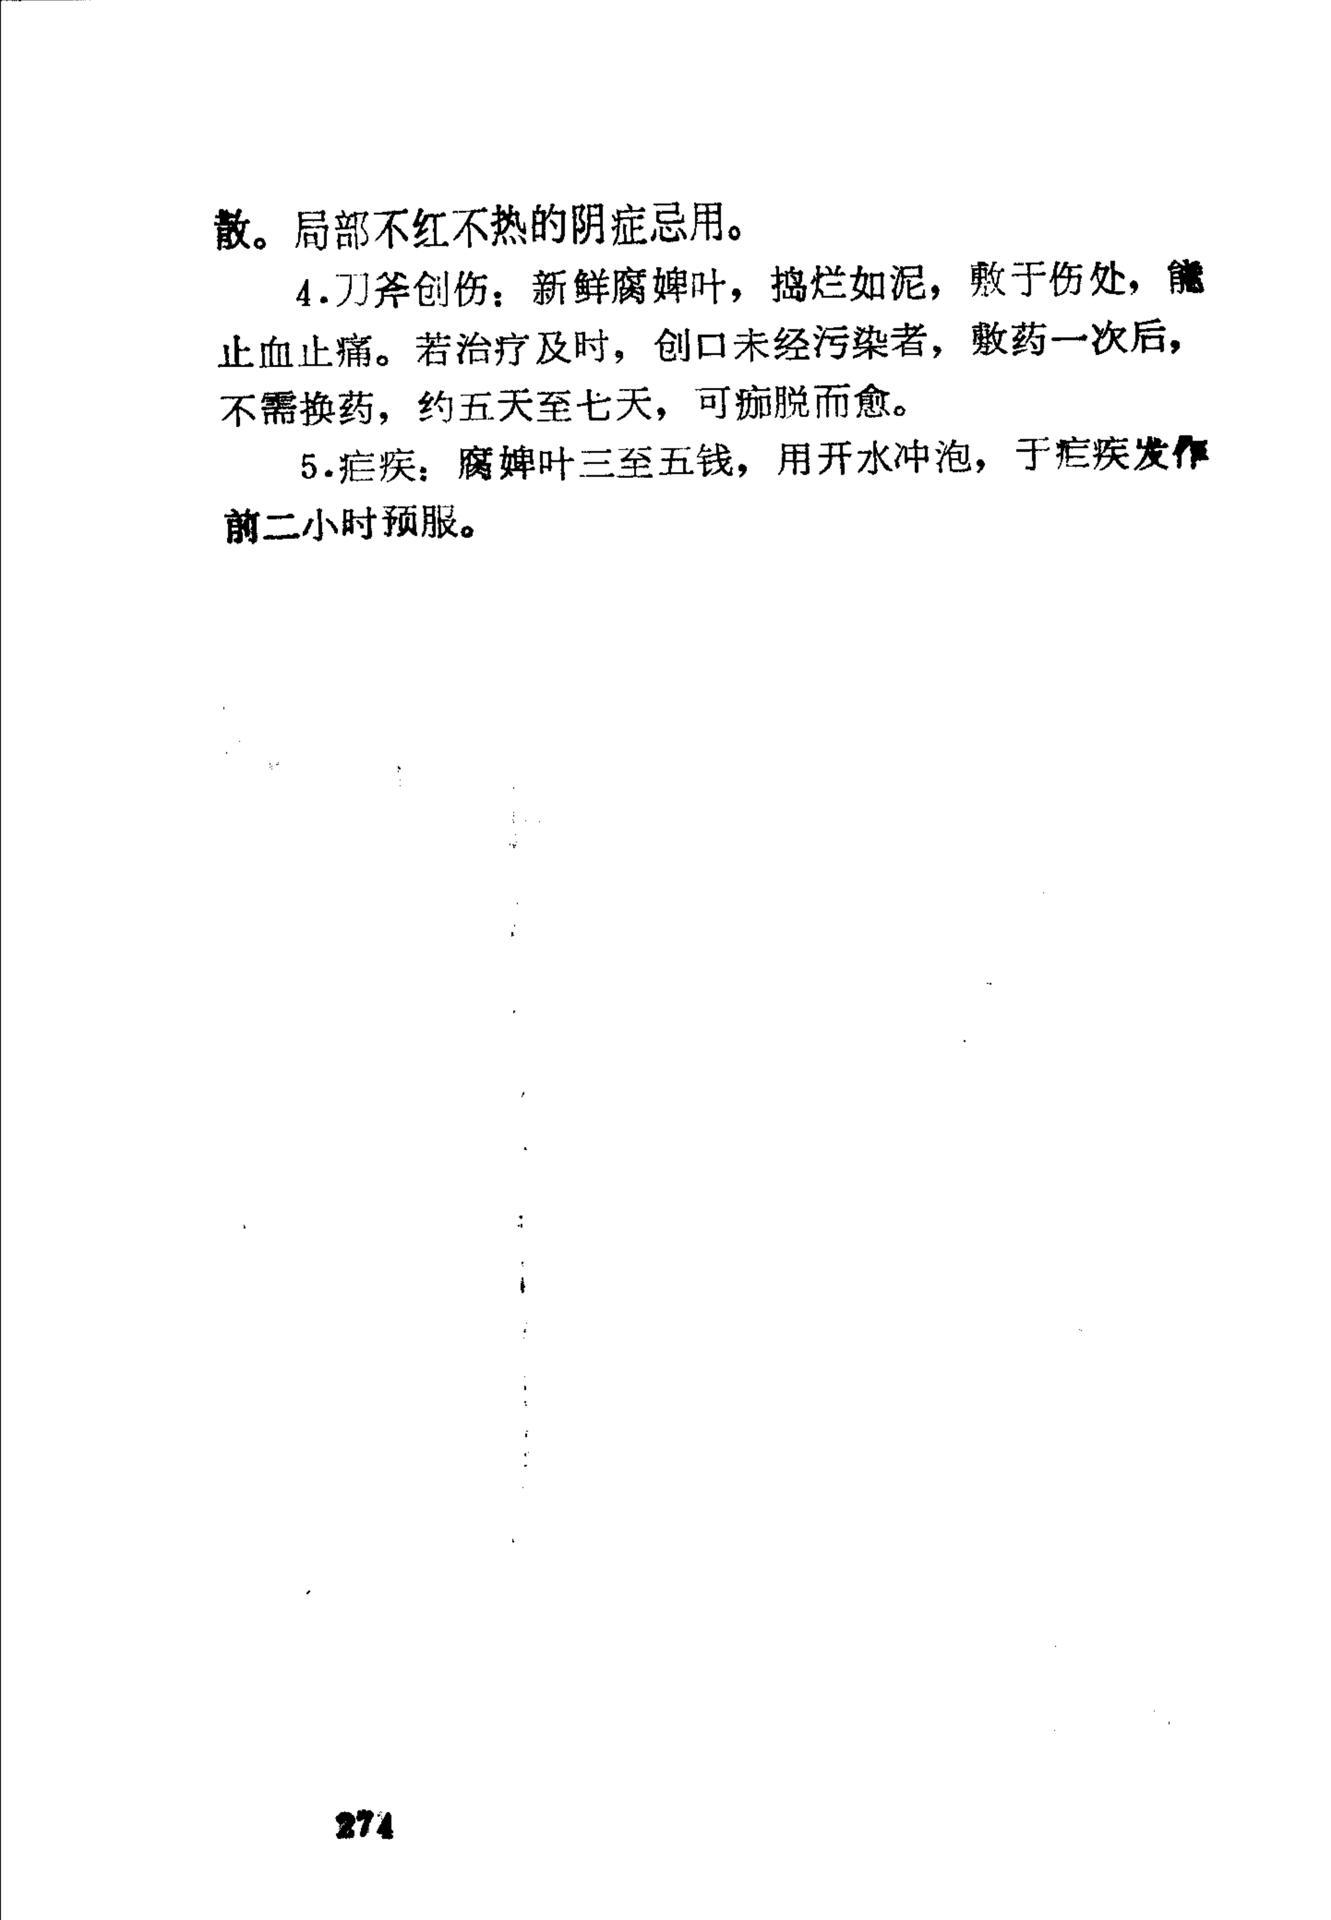 散。局部不红不热的阴症忌用。
4.刀斧创伤：新鲜腐婢叶，捣烂如泥，敷于伤处，能
止血止痛。若治疗及时，创口未经污染者，敷药一次后，
不需换药，约五天至七天，可痂脱而愈。
5.疟疾：腐婢叶三至五钱，用开水冲泡，于疟疾发作
前二小时预服。
274